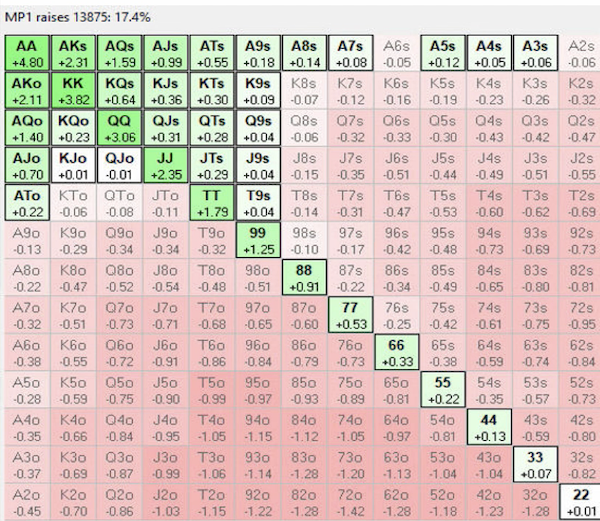 MP1 raises 13875: 17.4%
AA AKs AQs AJs ATs A9s A8s A7s A6s A5s A4s A3s A2s
+4.80 +2.31 +1.59 +0.99 +0.55 +0.18 +0.14 +0.08 -0.05 +0.12 +0.05 +0.06 -0.06
AKo KK KQs KJs KTs K9s K8s K7s K6s K5s K4s K3s K2s
+2.11 +3.82 +0.64 +0.36 +0.30 +0.09 -0.07 -0.12 -0.16 -0.19 -0.23 -0.26 -0.32
AQo KQo QQ QJs QTs Q9s Q8s Q7s Q6s Q5s Q4s Q3s Q2s
+1.40 +0.23 +3.06 +0.31 +0.28 +0.04 -0.06 -0.32 -0.33 -0.30 -0.43 -0.42 -0.47
AJo KJo QJo JJ JTs J9s J8s J7s J6s J5s J4s J3s J2s
+0.70 +0.01 -0.01 +2.35 +0.29 +0.04 -0.15 -0.35 -0.51 -0.44 -0.49 -0.51 -0.55
ATo KTo QTo JTo TT T9s T8s T7s T6s T5s T4s T3s T2s
+0.22 -0.06 -0.08 -0.11 +1.79 +0.04 -0.14 -0.31 -0.47 -0.53 -0.60 -0.62 -0.69
A9o K9o Q9o J9o T9o 99 98s 97s 96s 95s 94s 93s 92s
-0.13 -0.29 -0.34 -0.34 -0.32 +1.25 -0.10 -0.17 -0.42 -0.48 -0.73 -0.69 -0.73
A8o K8o Q8o J8o T8o 98o 88 87s 86s 85s 84s 83s 82s
-0.22 -0.47 -0.52 -0.54 -0.48 -0.51 +0.91 -0.22 -0.34 -0.49 -0.65 -0.80 -0.81
A7o K7o Q7o J7o T7o 97o 87o 77 76s 75s 74s 73s 72s
-0.32 -0.51 -0.73 -0.71 -0.68 -0.65 -0.60 +0.53 -0.25 -0.42 -0.61 -0.75 -0.95
A6o K6o Q6o J6o T6o 96o 86o 76o 66 65s 64s 63s 62s
-0.38 -0.55 -0.72 -0.91 -0.86 -0.84 -0.79 -0.73 +0.33 -0.38 -0.59 -0.74 -0.84
A5o K5o Q5o J5o T5o 95o 85o 75o 65o 55 54s 53s 52s
-0.28 -0.59 -0.75 -0.90 -0.99 -0.97 -0.93 -0.89 -0.81 +0.22 -0.35 -0.57 -0.73
A4o K4o Q4o J4o T4o 94o 84o 74o 64o 54o 44 43s 42s
-0.35 -0.66 -0.84 -0.95 -1.05 -1.15 -1.12 -1.05 -0.97 -0.81 +0.13 -0.59 -0.80
A3o K3o Q3o J3o T3o 93o 83o 73o 63o 53o 43o 33 32s
-0.37 -0.69 -0.87 -0.99 -1.06 -1.14 -1.28 -1.20 -1.13 -1.04 -1.04 +0.07 -0.82
A2o K2o Q2o J2o T2o 92o 82o 72o 62o 52o 42o 32o 22
-0.45 -0.70 -0.86 -1.03 -1.15 -1.22 -1.28 -1.42 -1.28 -1.18 -1.23 -1.28 +0.01